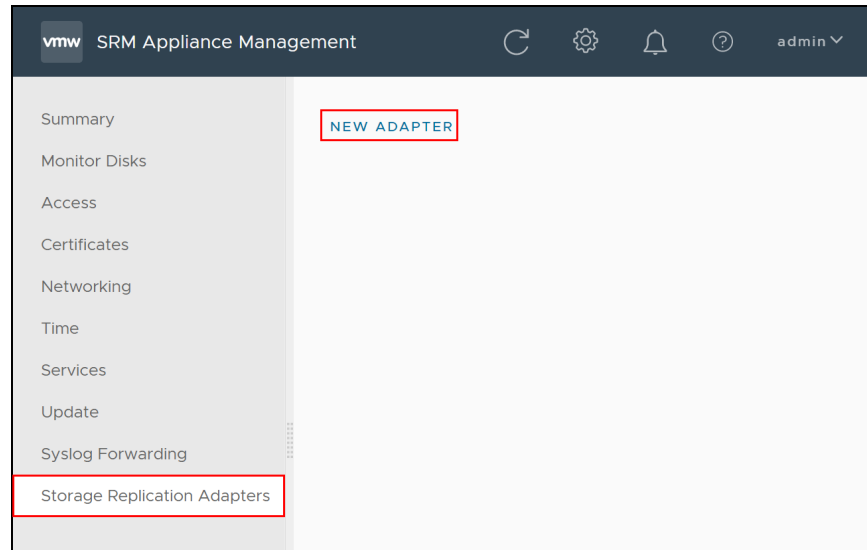 vmw SRM Appliance Management admin
Summary
NEW ADAPTER
Monitor Disks
Access
Certificates
Networking
Time
Services
Update
Syslog Forwarding
Storage Replication Adapters